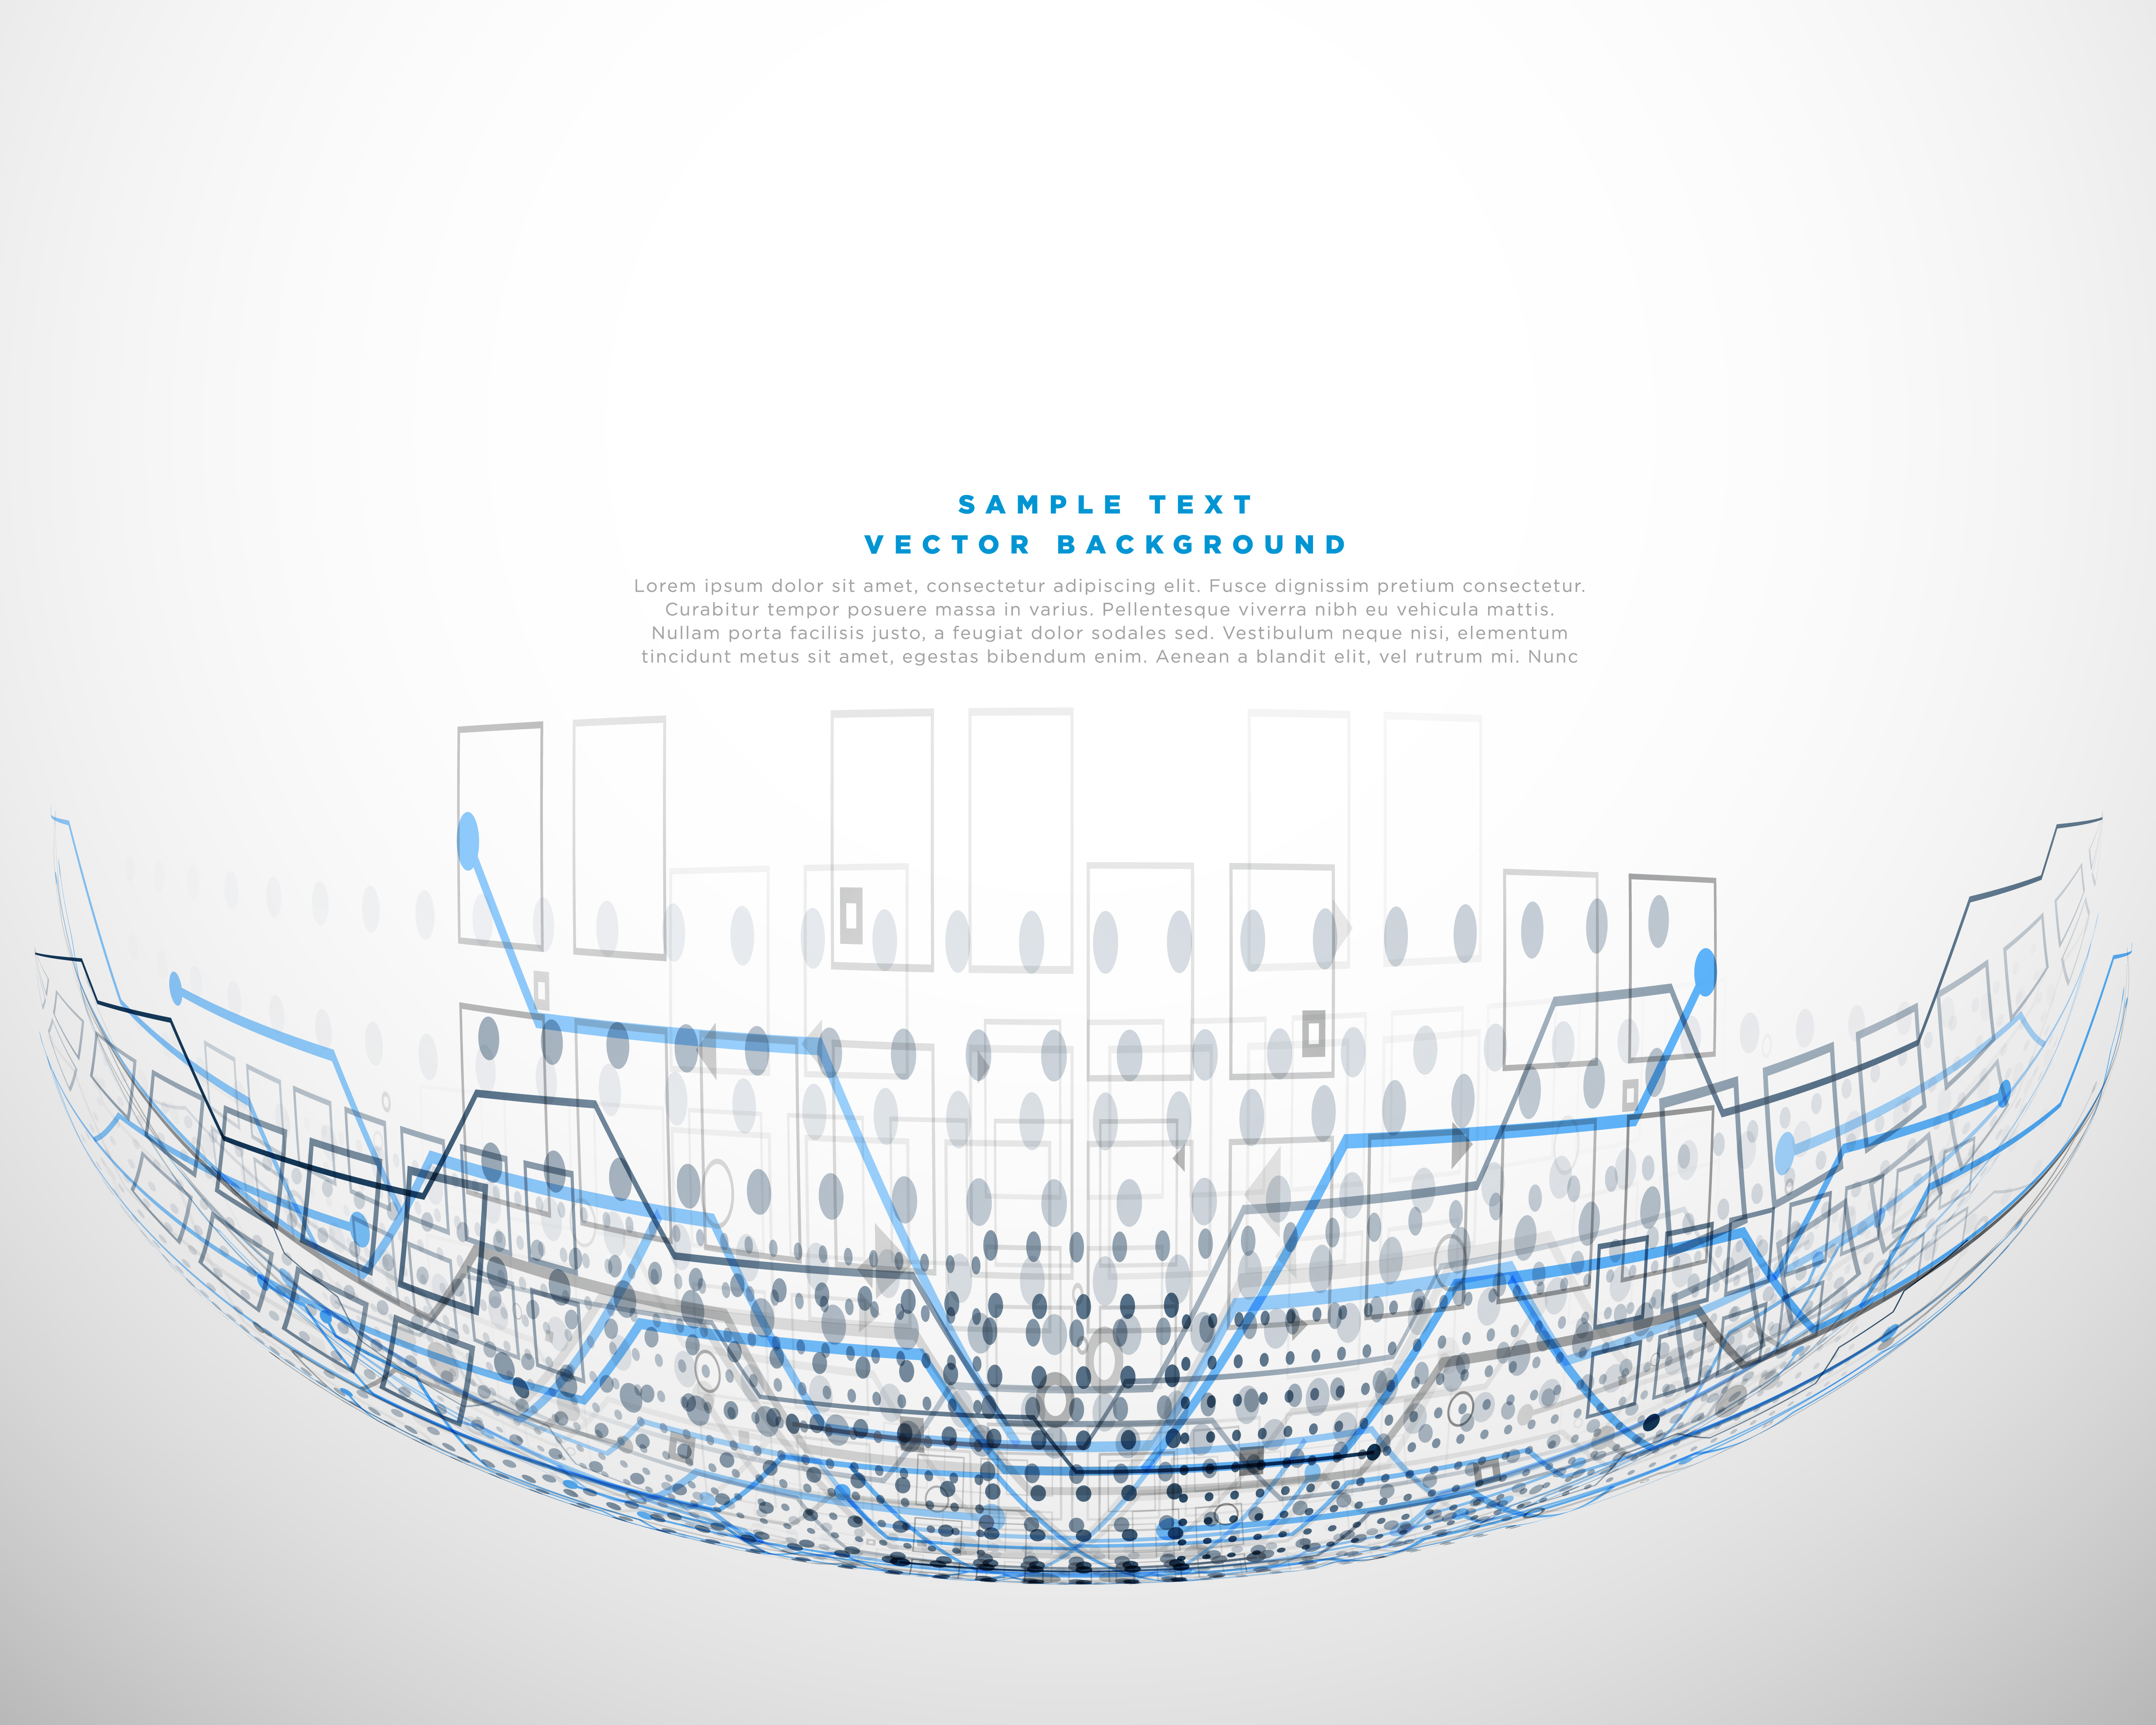 SAMPLE TEXT
VECTOR BACKGROUND
Lorem ipsum dolor sit amet, consectetur adipiscing elit. Fusce dignissim pretium consectetur.
Curabitur tempor posuere massa in varius. Pellentesque viverra nibh eu vehicula mattis.
Nullam porta facilisis justo, a feugiat dolor sodales sed. Vestibulum neque nisi, elementum
tincidunt metus sit amet, egestas bibendum enim. Aenean a blandit elit, vel rutrum mi. Nunc